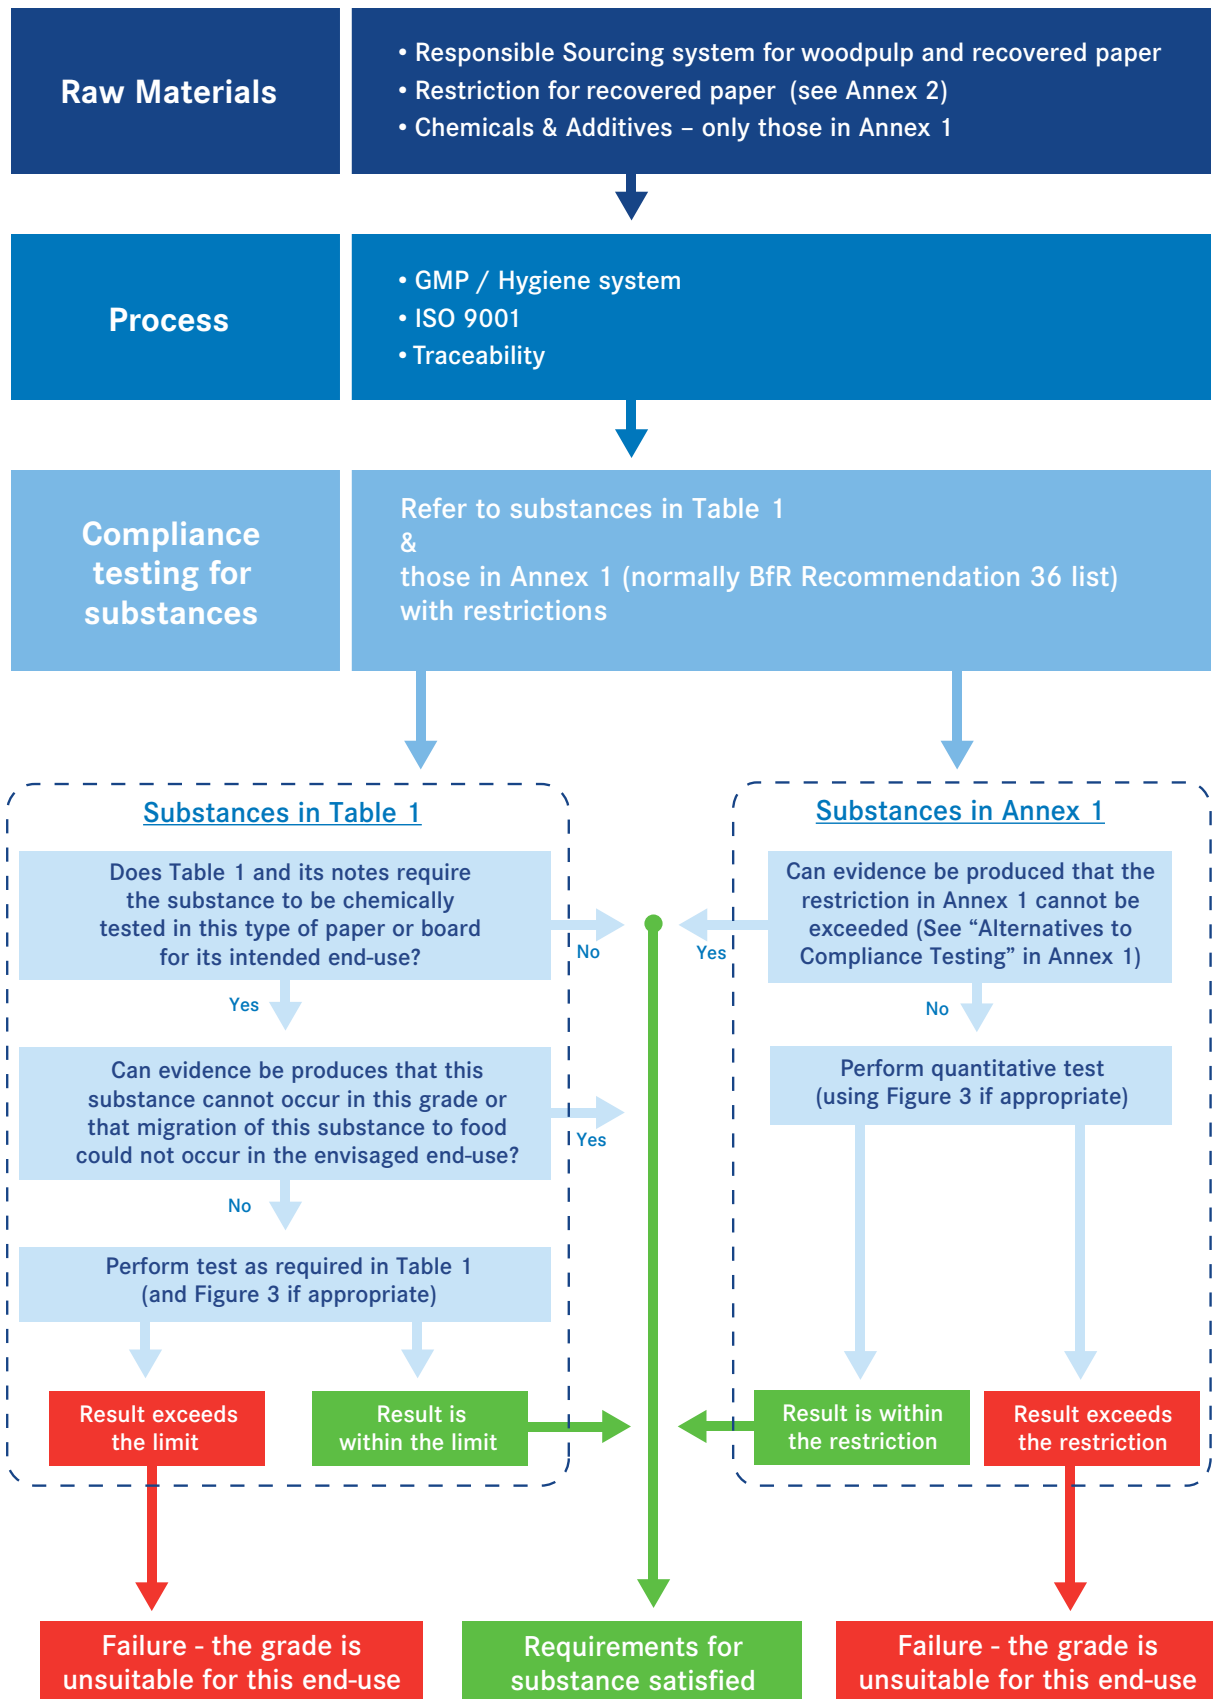 Raw Materials
• Responsible Sourcing system for woodpulp and recovered paper
• Restriction for recovered paper (see Annex 2)
• Chemicals & Additives – only those in Annex 1
Process
• GMP / Hygiene system
• ISO 9001
• Traceability
Compliance
testing for
substances
Refer to substances in Table 1
&
those in Annex 1 (normally BfR Recommendation 36 list)
with restrictions
Substances in Table 1
Does Table 1 and its notes require
the substance to be chemically
tested in this type of paper or board
for its intended end-use?
No
Yes
Can evidence be produces that this
substance cannot occur in this grade or
that migration of this substance to food
could not occur in the envisaged end-use?
Yes
No
Perform test as required in Table 1
(and Figure 3 if appropriate)
Result exceeds
the limit
Result is
within the limit
Substances in Annex 1
Can evidence be produced that the
restriction in Annex 1 cannot be
exceeded (See “Alternatives to
Compliance Testing” in Annex 1)
Yes
No
Perform quantitative test
(using Figure 3 if appropriate)
Result is within
the restriction
Result exceeds
the restriction
Failure - the grade is
unsuitable for this end-use
Requirements for
substance satisfied
Failure - the grade is
unsuitable for this end-use